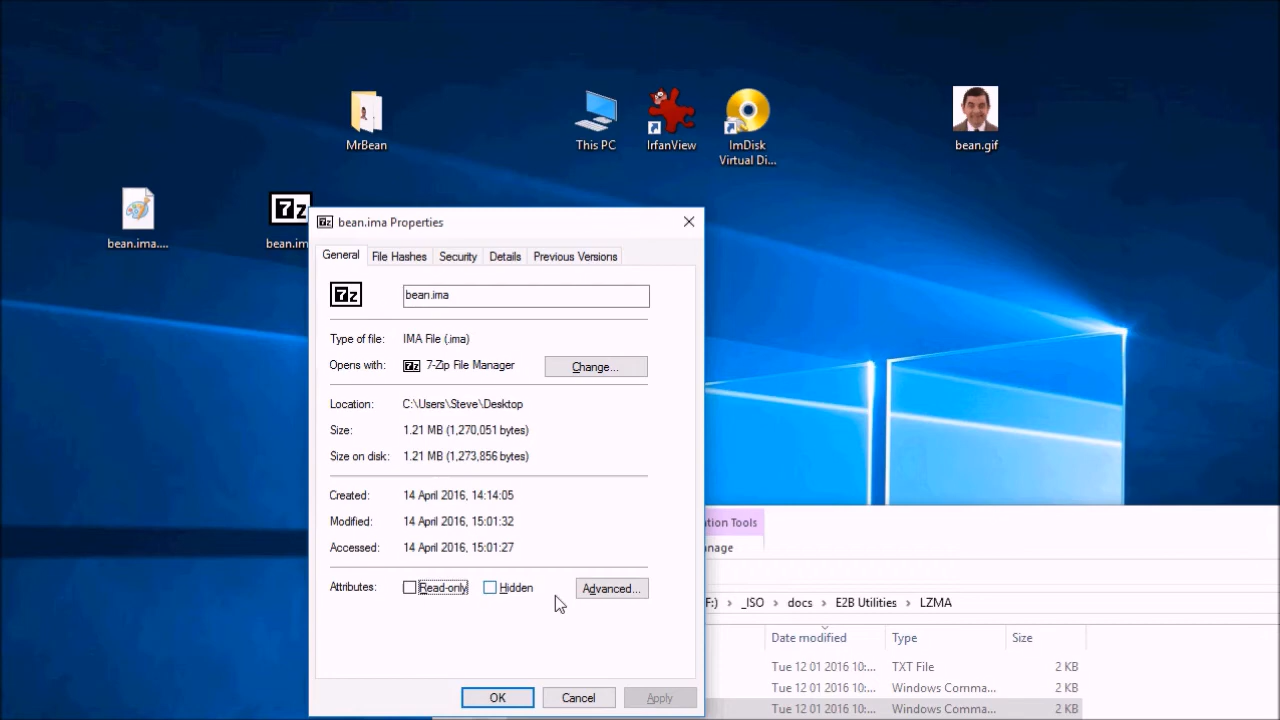 MrBean
This PC
IrfanView
ImDisk
Virtual Di...
bean.gif
bean.ima....
7z
bean.im
7z bean.ima Properties
General File Hashes Security Details Previous Versions
7z bean.ima
Type of file: IMA File (.ima)
Opens with: 7z 7-Zip File Manager Change...
Location: C:\Users\Steve\Desktop
Size: 1.21 MB (1,270,051 bytes)
Size on disk: 1.21 MB (1,273,856 bytes)
Created: 14 April 2016, 14:14:05
Modified: 14 April 2016, 15:01:32
Accessed: 14 April 2016, 15:01:27
Attributes: Read-only Hidden Advanced...
OK Cancel Apply
tion Tools
anage
F:) › _ISO › docs › E2B Utilities › LZMA
Date modified Type Size
Tue 12 01 2016 10:... TXT File 2 KB
Tue 12 01 2016 10:... Windows Comma... 2 KB
Tue 12 01 2016 10:... Windows Comma... 2 KB